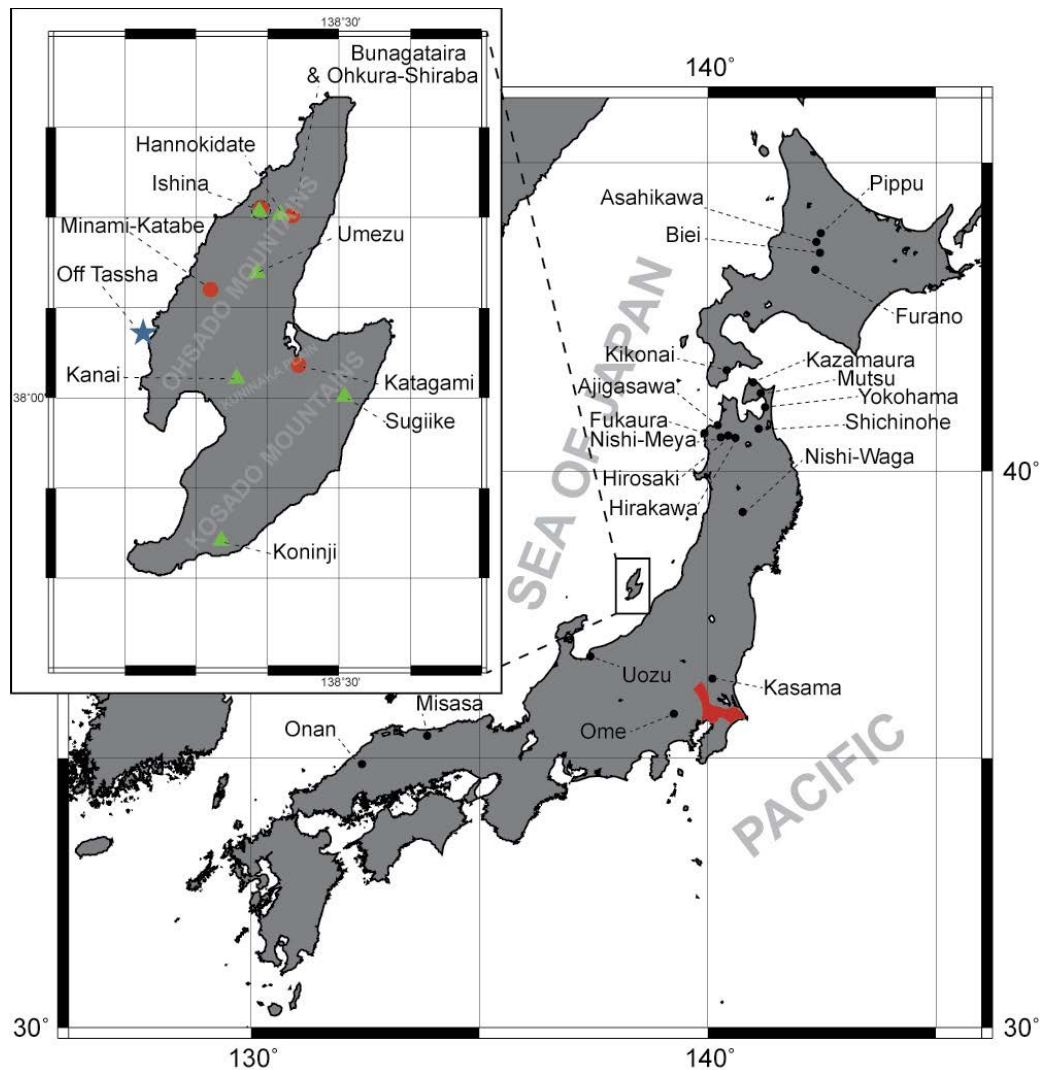 138˚30'
Bunagataira
& Ohkura-Shiraba
Hannokidate
Ishina
Minami-Katabe
Umezu
Off Tassha
OHSADO MOUNTAINS
Kanai
Katagami
38˚00'
Sugiike
KOSADO MOUNTAINS
Koninji
138˚30'
140˚
Pippu
Asahikawa
Biei
Furano
SEA OF JAPAN
Kikonai
Kazamaura
Mutsu
Ajigasawa
Yokohama
Fukaura
Shichinohe
Nishi-Meya
Nishi-Waga
Hirosaki
40˚
Hirakawa
Uozu
Kasama
Misasa
Onan
Ome
PACIFIC
30˚
30˚
130˚
140˚